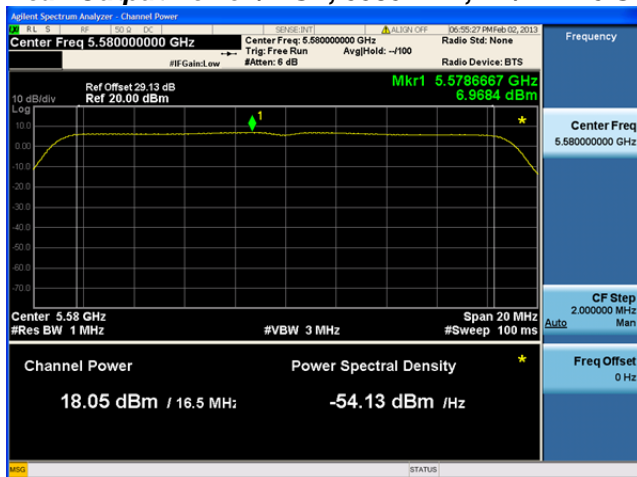 Agilent Spectrum Analyzer - Channel Power
RL S RF 50 Ω DC SENSE:INT ALIGN OFF 06:55:27 PM Feb 02, 2013
Center Freq 5.580000000 GHz
Center Freq: 5.580000000 GHz
Radio Std: None
Trig: Free Run Avg|Hold: --/100
#IFGain:Low #Atten: 6 dB Radio Device: BTS
Frequency
Ref Offset 29.13 dB
10 dB/div Ref 20.00 dBm
Mkr1 5.5786667 GHz
6.9684 dBm
Log
1
*
10.0
0.00
-10.0
-20.0
-30.0
-40.0
-50.0
-60.0
-70.0
Center Freq
5.580000000 GHz
Center 5.58 GHz Span 20 MHz
#Res BW 1 MHz #VBW 3 MHz #Sweep 100 ms
CF Step
2.000000 MHz
Auto Man
Channel Power Power Spectral Density *
18.05 dBm / 16.5 MHz -54.13 dBm /Hz
Freq Offset
0 Hz
MSG STATUS